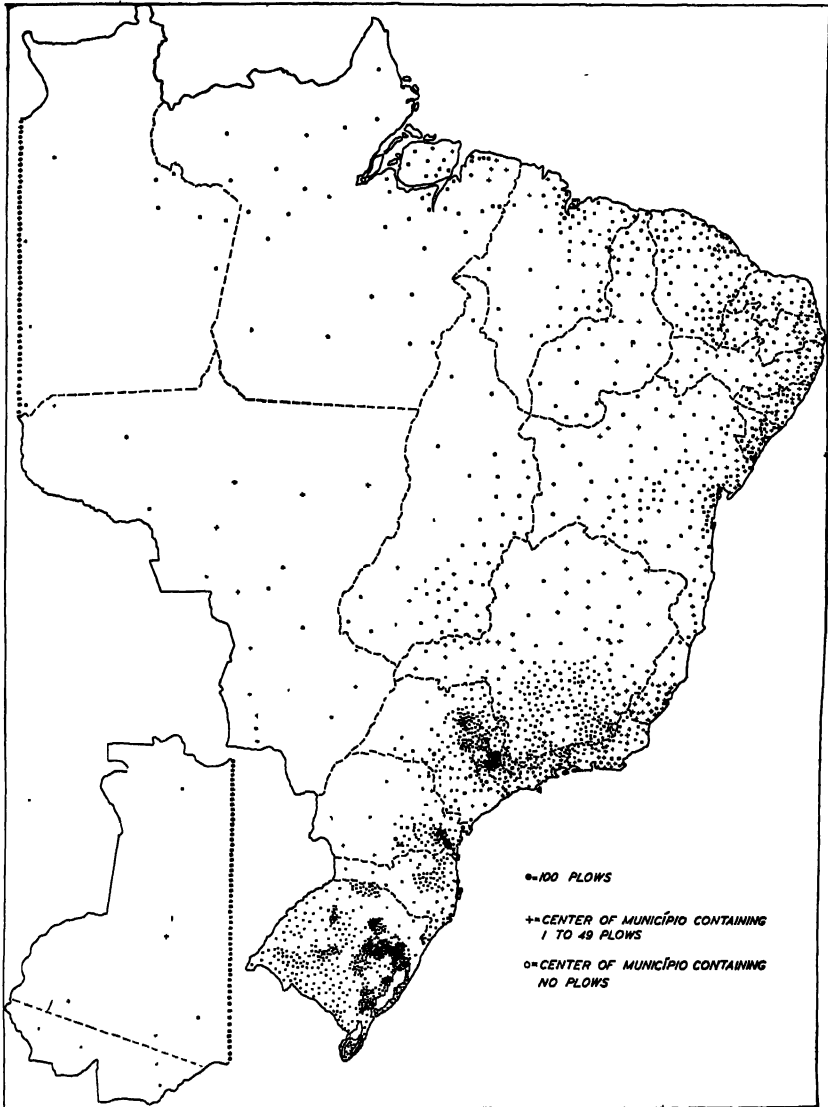 ●=100 PLOWS
+=CENTER OF MUNICÍPIO CONTAINING
1 TO 49 PLOWS
○=CENTER OF MUNICÍPIO CONTAINING
NO PLOWS